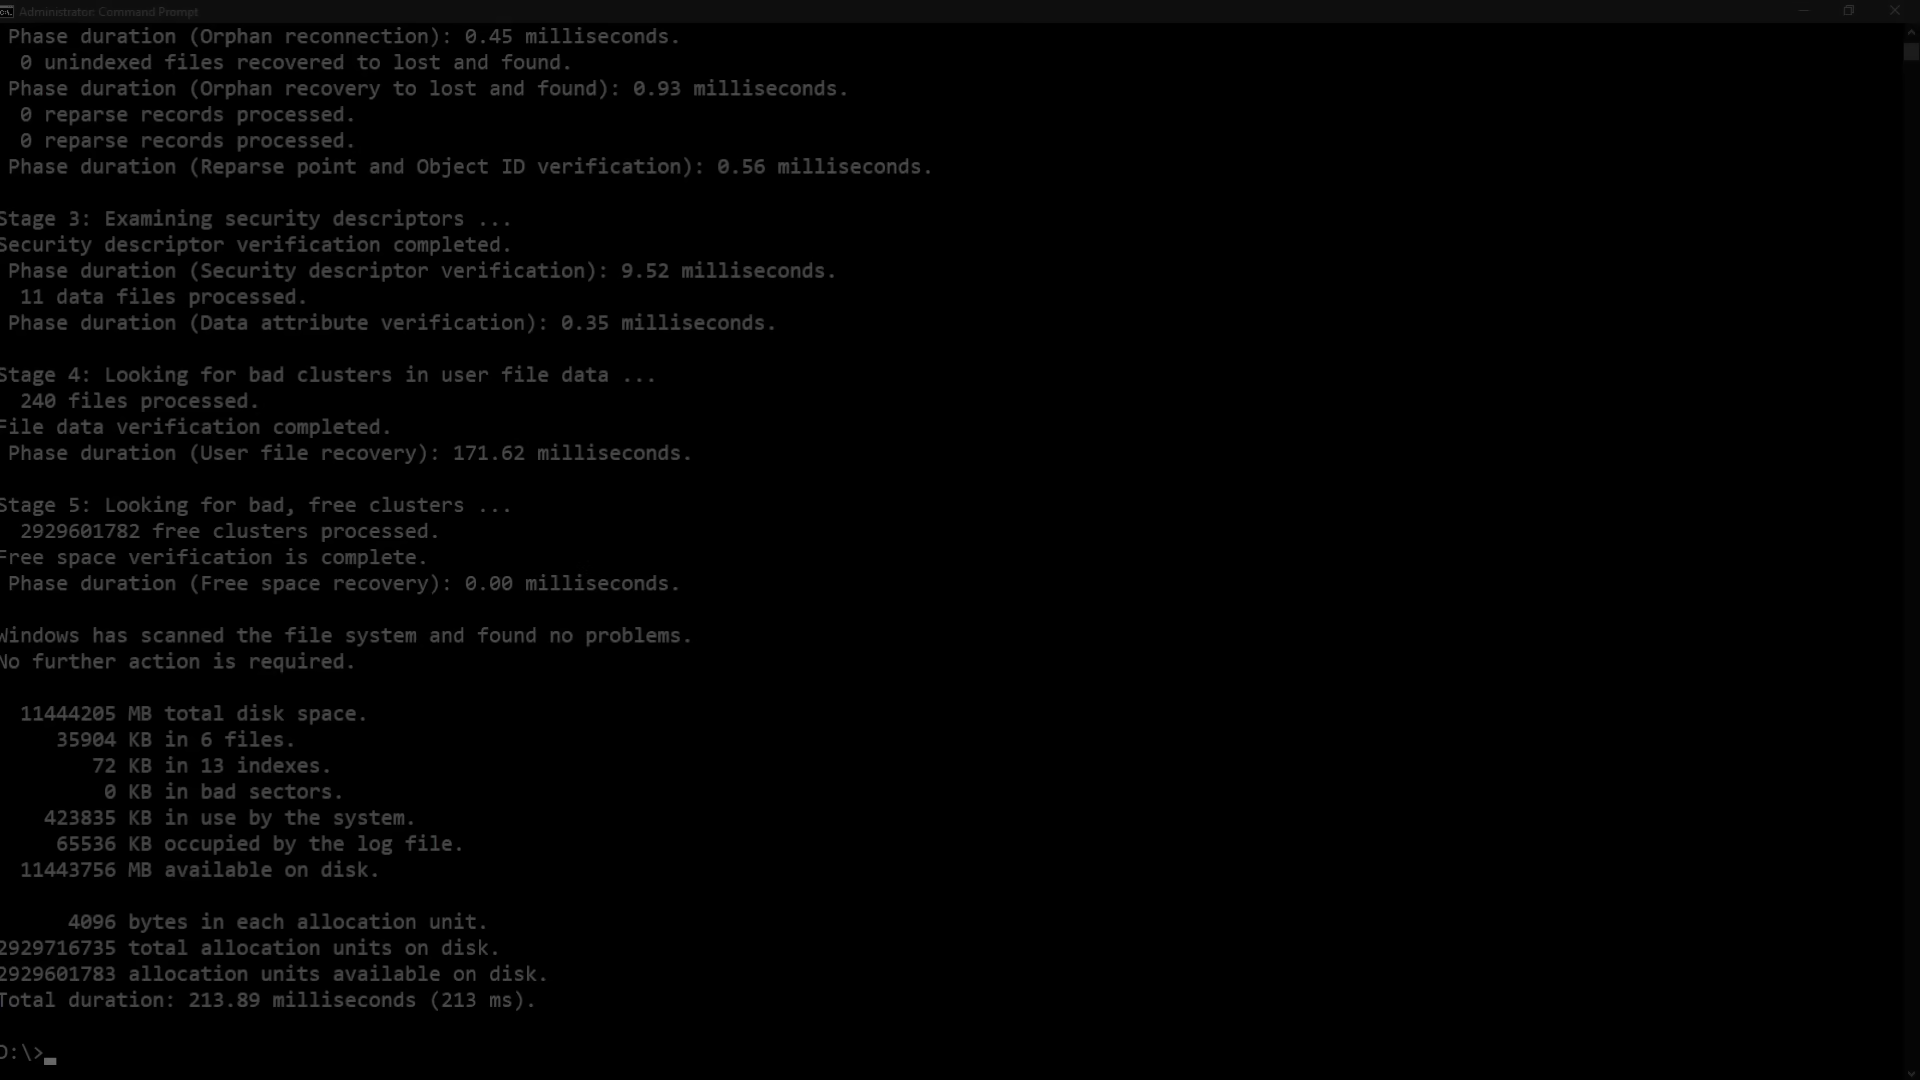 Administrator: Command Prompt
Phase duration (Orphan reconnection): 0.45 milliseconds.
0 unindexed files recovered to lost and found.
Phase duration (Orphan recovery to lost and found): 0.93 milliseconds.
0 reparse records processed.
0 reparse records processed.
Phase duration (Reparse point and Object ID verification): 0.56 milliseconds.
Stage 3: Examining security descriptors ...
Security descriptor verification completed.
Phase duration (Security descriptor verification): 9.52 milliseconds.
11 data files processed.
Phase duration (Data attribute verification): 0.35 milliseconds.
Stage 4: Looking for bad clusters in user file data ...
240 files processed.
File data verification completed.
Phase duration (User file recovery): 171.62 milliseconds.
Stage 5: Looking for bad, free clusters ...
2929601782 free clusters processed.
Free space verification is complete.
Phase duration (Free space recovery): 0.00 milliseconds.
Windows has scanned the file system and found no problems.
No further action is required.
11444205 MB total disk space.
35904 KB in 6 files.
72 KB in 13 indexes.
0 KB in bad sectors.
423835 KB in use by the system.
65536 KB occupied by the log file.
11443756 MB available on disk.
4096 bytes in each allocation unit.
2929716735 total allocation units on disk.
2929601783 allocation units available on disk.
Total duration: 213.89 milliseconds (213 ms).
D:\>